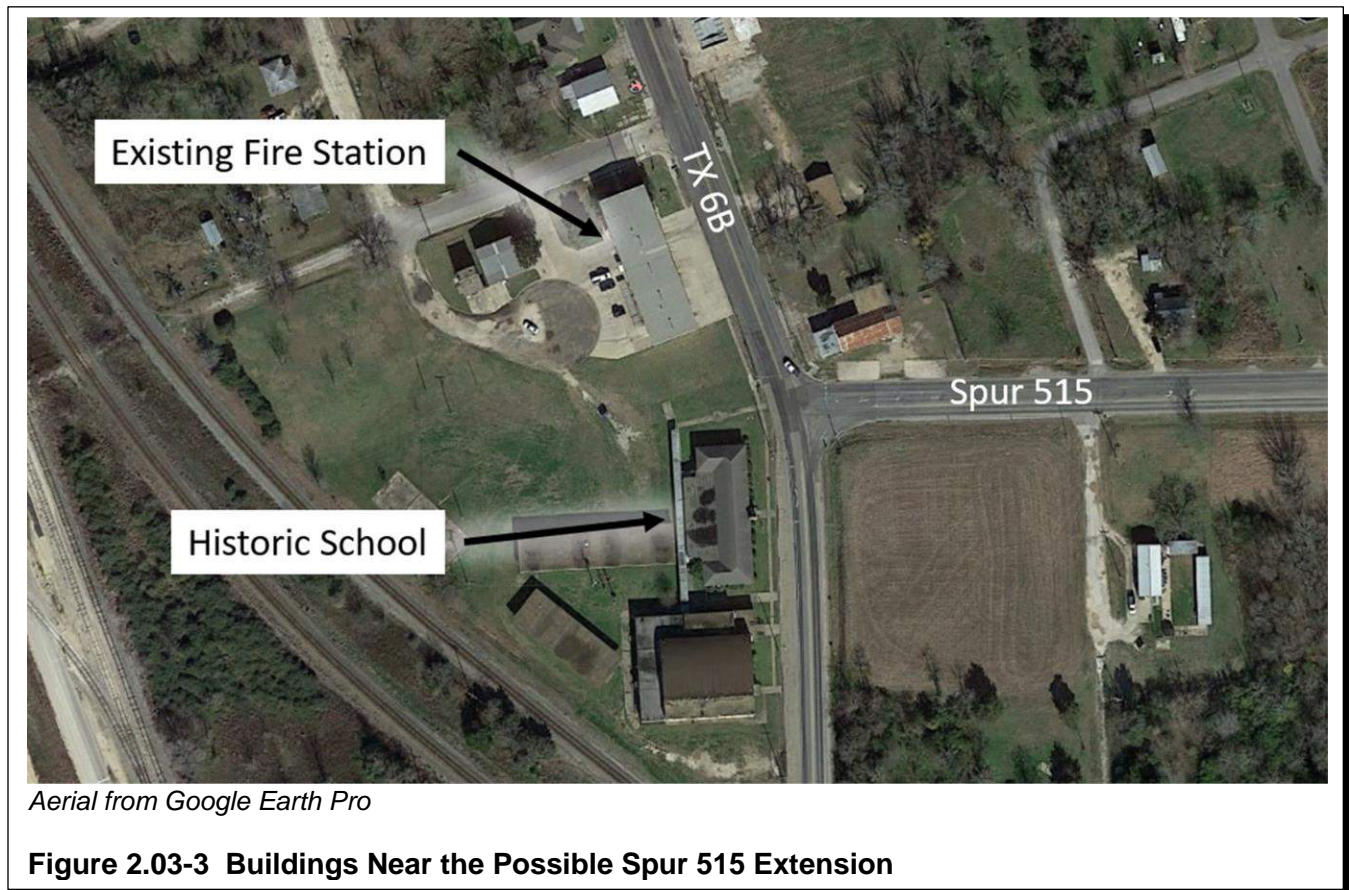 Existing Fire Station
TX 6B
Spur 515
Historic School
Aerial from Google Earth Pro
Figure 2.03-3 Buildings Near the Possible Spur 515 Extension